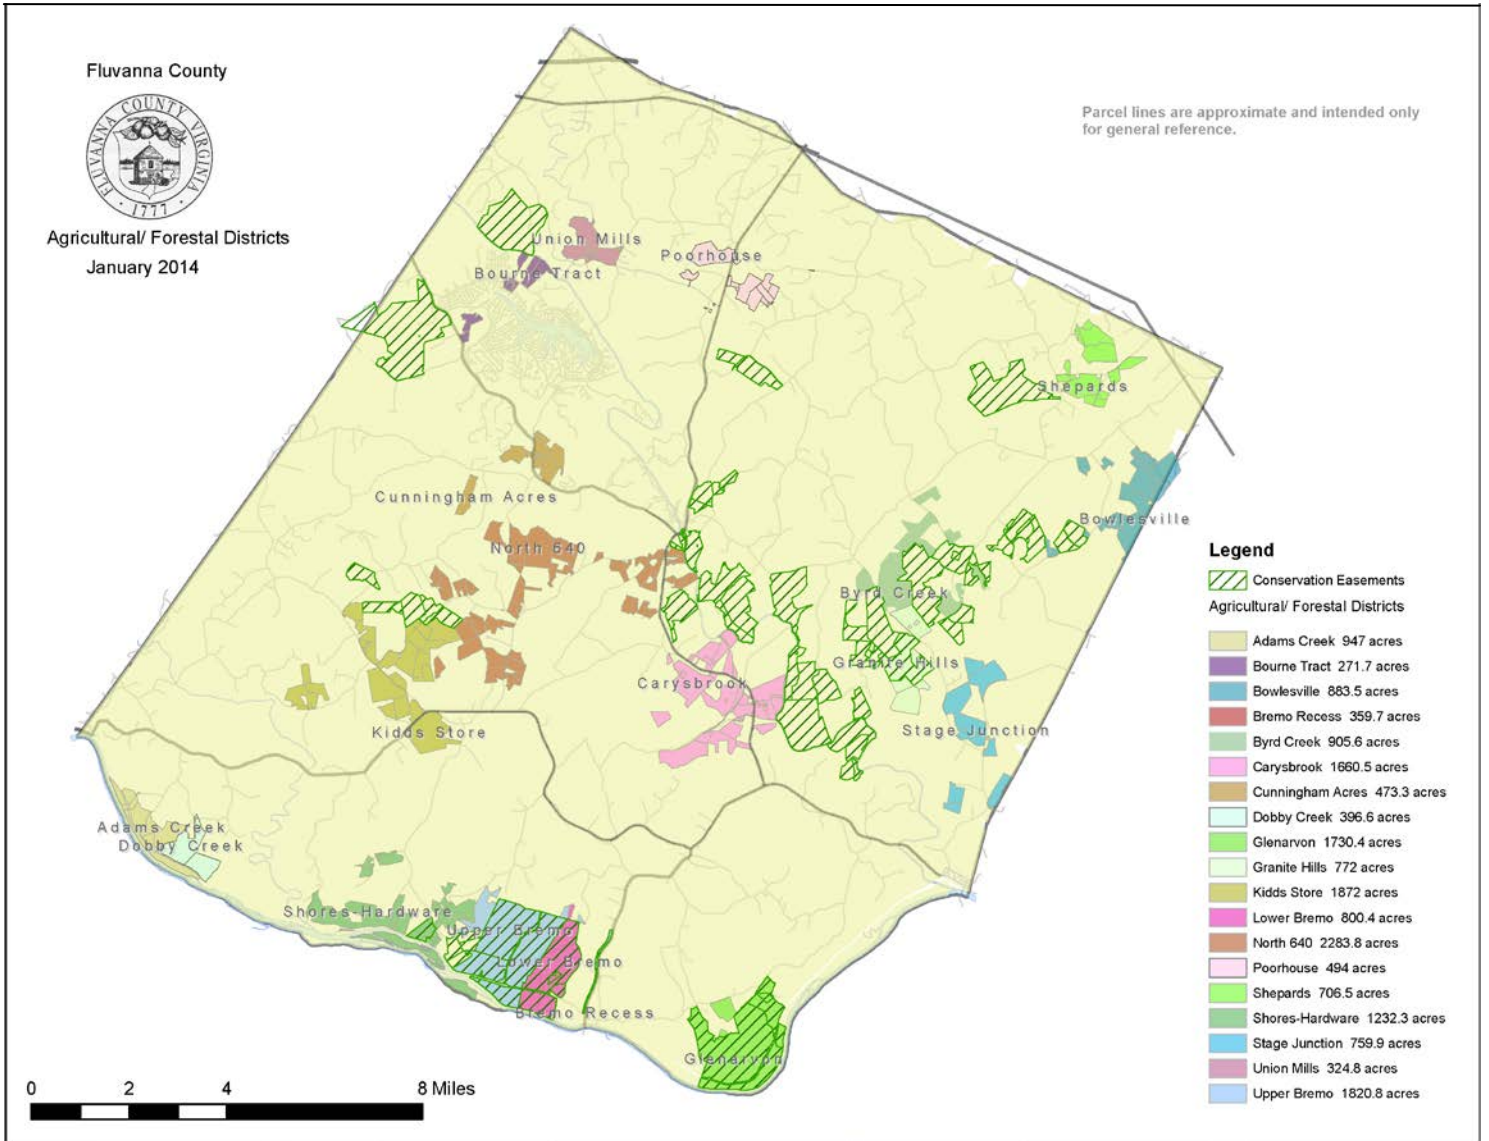 Fluvanna County
FLUVANNA COUNTY VIRGINIA
· 1777 ·
Agricultural/ Forestal Districts
January 2014
Parcel lines are approximate and intended only
for general reference.
Union Mills
Poorhouse
Bourne Tract
Shepards
Cunningham Acres
Bowlesville
North 640
Byrd Creek
Granite Hills
Carysbrook
Kidds Store
Stage Junction
Adams Creek
Dobby Creek
Shores-Hardware
Upper Bremo
Lower Bremo
Bremo Recess
Glenarvon
Legend
Conservation Easements
Agricultural/ Forestal Districts
Adams Creek 947 acres
Bourne Tract 271.7 acres
Bowlesville 883.5 acres
Bremo Recess 359.7 acres
Byrd Creek 905.6 acres
Carysbrook 1660.5 acres
Cunningham Acres 473.3 acres
Dobby Creek 396.6 acres
Glenarvon 1730.4 acres
Granite Hills 772 acres
Kidds Store 1872 acres
Lower Bremo 800.4 acres
North 640 2283.8 acres
Poorhouse 494 acres
Shepards 706.5 acres
Shores-Hardware 1232.3 acres
Stage Junction 759.9 acres
Union Mills 324.8 acres
Upper Bremo 1820.8 acres
0 2 4 8 Miles